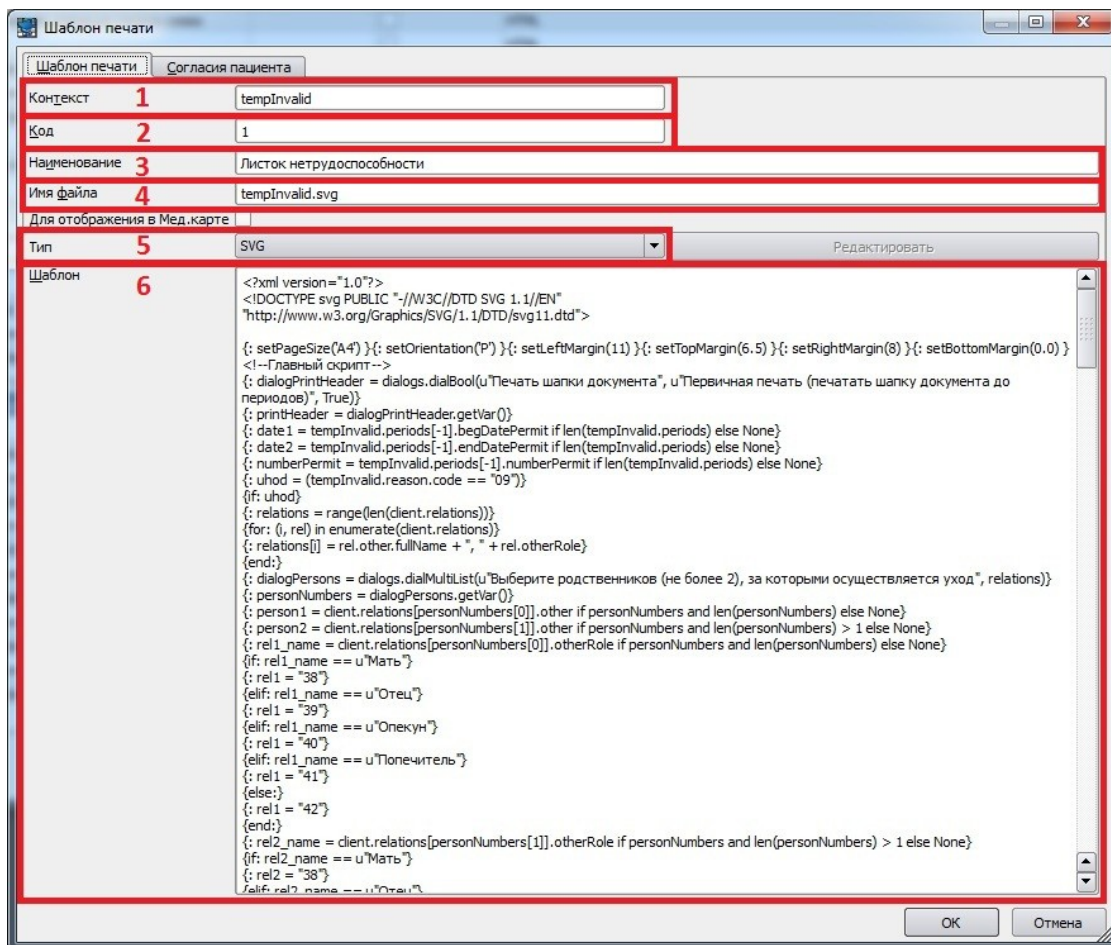 Шаблон печати
Шаблон печати Согласия пациента
Контекст 1 tempInvalid
Код 2 1
Наименование 3 Листок нетрудоспособности
Имя файла 4 tempInvalid.svg
Для отображения в Мед.карте
Тип 5 SVG Редактировать
Шаблон 6 <?xml version="1.0"?>
<!DOCTYPE svg PUBLIC "-//W3C//DTD SVG 1.1//EN"
"http://www.w3.org/Graphics/SVG/1.1/DTD/svg11.dtd">
{: setPageSize('A4') }{: setOrientation('P') }{: setLeftMargin(11) }{: setTopMargin(6.5) }{: setRightMargin(8) }{: setBottomMargin(0.0) }
<!--Главный скрипт-->
{: dialogPrintHeader = dialogs.dialBool(u"Печать шапки документа", u"Первичная печать (печатать шапку документа до
периодов)", True)}
{: printHeader = dialogPrintHeader.getVar()}
{: date1 = tempInvalid.periods[-1].begDatePermit if len(tempInvalid.periods) else None}
{: date2 = tempInvalid.periods[-1].endDatePermit if len(tempInvalid.periods) else None}
{: numberPermit = tempInvalid.periods[-1].numberPermit if len(tempInvalid.periods) else None}
{: uhod = (tempInvalid.reason.code == "09")}
{if: uhod}
{: relations = range(len(client.relations))}
{for: (i, rel) in enumerate(client.relations)}
{: relations[i] = rel.other.fullName + ", " + rel.otherRole}
{end:}
{: dialogPersons = dialogs.dialMultiList(u"Выберите родственников (не более 2), за которыми осуществляется уход", relations)}
{: personNumbers = dialogPersons.getVar()}
{: person1 = client.relations[personNumbers[0]].other if personNumbers and len(personNumbers) else None}
{: person2 = client.relations[personNumbers[1]].other if personNumbers and len(personNumbers) > 1 else None}
{: rel1_name = client.relations[personNumbers[0]].otherRole if personNumbers and len(personNumbers) else None}
{if: rel1_name == u"Мать"}
{: rel1 = "38"}
{elif: rel1_name == u"Отец"}
{: rel1 = "39"}
{elif: rel1_name == u"Опекун"}
{: rel1 = "40"}
{elif: rel1_name == u"Попечитель"}
{: rel1 = "41"}
{else:}
{: rel1 = "42"}
{end:}
{: rel2_name = client.relations[personNumbers[1]].otherRole if personNumbers and len(personNumbers) > 1 else None}
{if: rel2_name == u"Мать"}
{: rel2 = "38"}
{elif: rel2_name == u"Отец"}
ОК Отмена